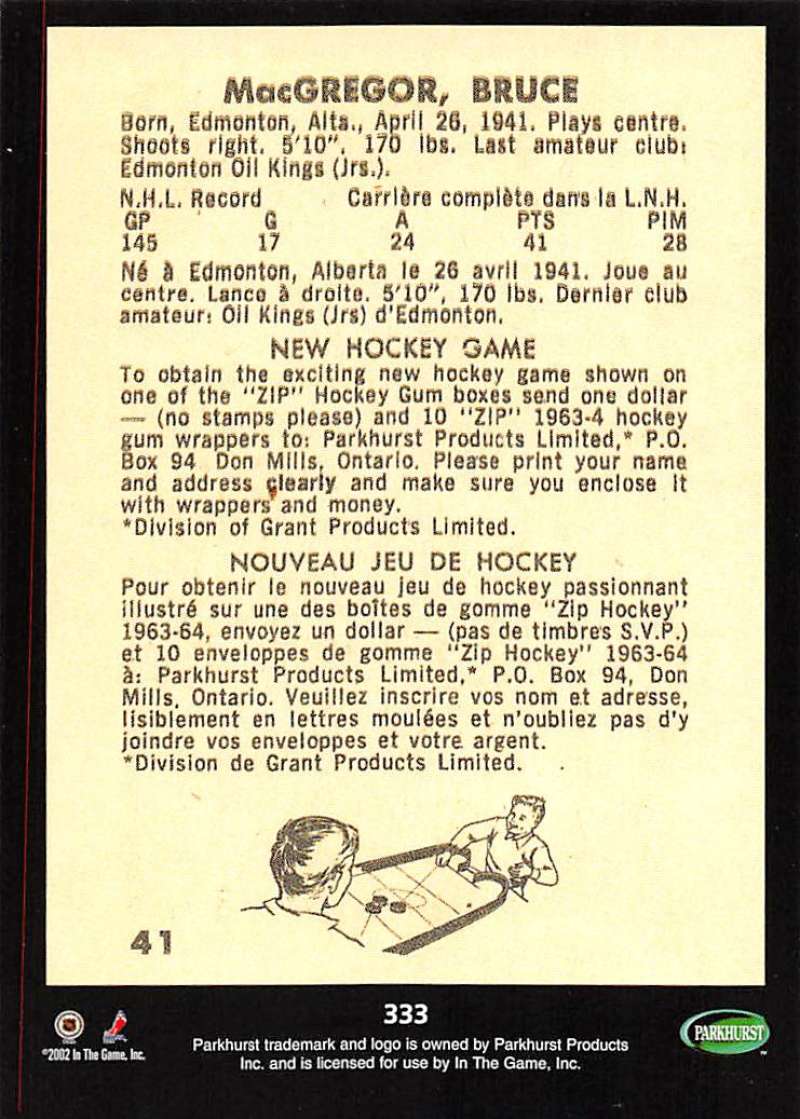 MacGREGOR, BRUCE
Born, Edmonton, Alta., April 26, 1941. Plays centre.
Shoots right. 5'10", 170 lbs. Last amateur club:
Edmonton Oil Kings (Jrs.).
N.H.L. Record Carrière complète dans la L.N.H.
GP G A PTS PIM
145 17 24 41 28
Né à Edmonton, Alberta le 26 avril 1941. Joue au
centre. Lance à droite. 5'10", 170 lbs. Dernier club
amateur: Oil Kings (Jrs) d'Edmonton.
NEW HOCKEY GAME
To obtain the exciting new hockey game shown on
one of the "ZIP" Hockey Gum boxes send one dollar
— (no stamps please) and 10 "ZIP" 1963-4 hockey
gum wrappers to: Parkhurst Products Limited,* P.O.
Box 94 Don Mills, Ontario. Please print your name
and address clearly and make sure you enclose it
with wrappers and money.
*Division of Grant Products Limited.
NOUVEAU JEU DE HOCKEY
Pour obtenir le nouveau jeu de hockey passionnant
illustré sur une des boîtes de gomme "Zip Hockey"
1963-64, envoyez un dollar — (pas de timbres S.V.P.)
et 10 enveloppes de gomme "Zip Hockey" 1963-64
à: Parkhurst Products Limited,* P.O. Box 94, Don
Mills, Ontario. Veuillez inscrire vos nom et adresse,
lisiblement en lettres moulées et n'oubliez pas d'y
joindre vos enveloppes et votre argent.
*Division de Grant Products Limited.
41
333
©2002 In The Game, Inc.
Parkhurst trademark and logo is owned by Parkhurst Products
Inc. and is licensed for use by In The Game, Inc.
PARKHURST